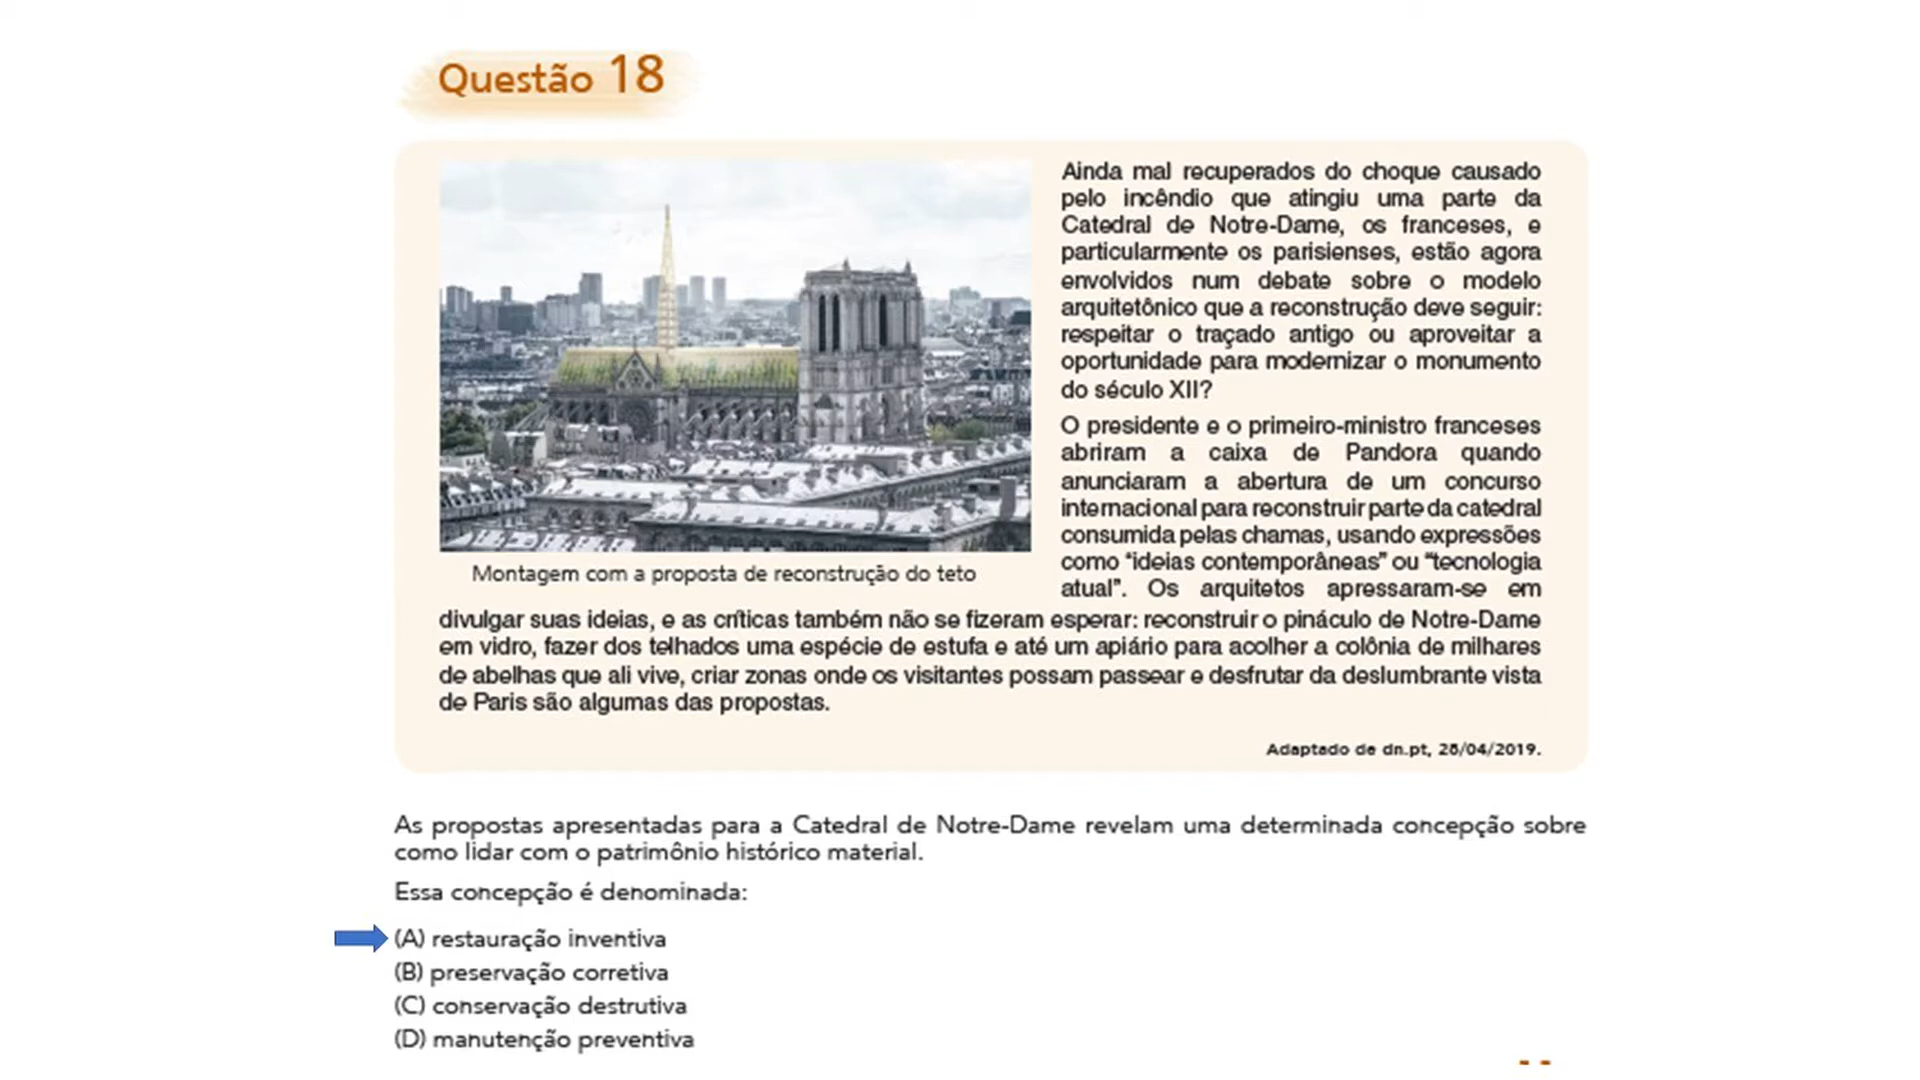 Questão 18
Ainda mal recuperados do choque causado
pelo incêndio que atingiu uma parte da
Catedral de Notre-Dame, os franceses, e
particularmente os parisienses, estão agora
envolvidos num debate sobre o modelo
arquitetônico que a reconstrução deve seguir:
respeitar o traçado antigo ou aproveitar a
oportunidade para modernizar o monumento
do século XII?
O presidente e o primeiro-ministro franceses
abriram a caixa de Pandora quando
anunciaram a abertura de um concurso
internacional para reconstruir parte da catedral
consumida pelas chamas, usando expressões
como “ideias contemporâneas” ou “tecnologia
atual”. Os arquitetos apressaram-se em
divulgar suas ideias, e as críticas também não se fizeram esperar: reconstruir o pináculo de Notre-Dame
em vidro, fazer dos telhados uma espécie de estufa e até um apiário para acolher a colônia de milhares
de abelhas que ali vive, criar zonas onde os visitantes possam passear e desfrutar da deslumbrante vista
de Paris são algumas das propostas.
Montagem com a proposta de reconstrução do teto
Adaptado de dn.pt, 28/04/2019.
As propostas apresentadas para a Catedral de Notre-Dame revelam uma determinada concepção sobre
como lidar com o patrimônio histórico material.
Essa concepção é denominada:
(A) restauração inventiva
(B) preservação corretiva
(C) conservação destrutiva
(D) manutenção preventiva